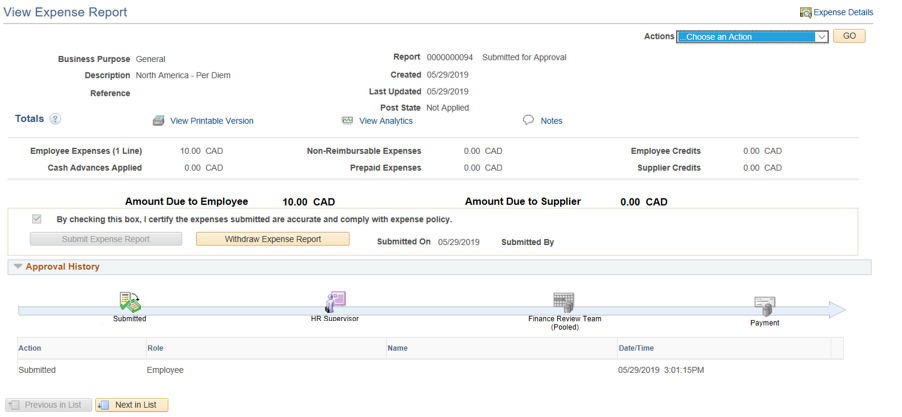 View Expense Report
Expense Details
Actions ...Choose an Action GO
Business Purpose General
Report 0000000094 Submitted for Approval
Description North America - Per Diem
Created 05/29/2019
Reference
Last Updated 05/29/2019
Post State Not Applied
Totals ? View Printable Version View Analytics Notes
Employee Expenses (1 Line) 10.00 CAD Non-Reimbursable Expenses 0.00 CAD Employee Credits 0.00 CAD
Cash Advances Applied 0.00 CAD Prepaid Expenses 0.00 CAD Supplier Credits 0.00 CAD
Amount Due to Employee 10.00 CAD Amount Due to Supplier 0.00 CAD
By checking this box, I certify the expenses submitted are accurate and comply with expense policy.
Submit Expense Report Withdraw Expense Report Submitted On 05/29/2019 Submitted By
Approval History
Submitted
HR Supervisor
Finance Review Team
(Pooled)
Payment
Action Role Name Date/Time
Submitted Employee 05/29/2019 3:01:15PM
Previous in List Next in List